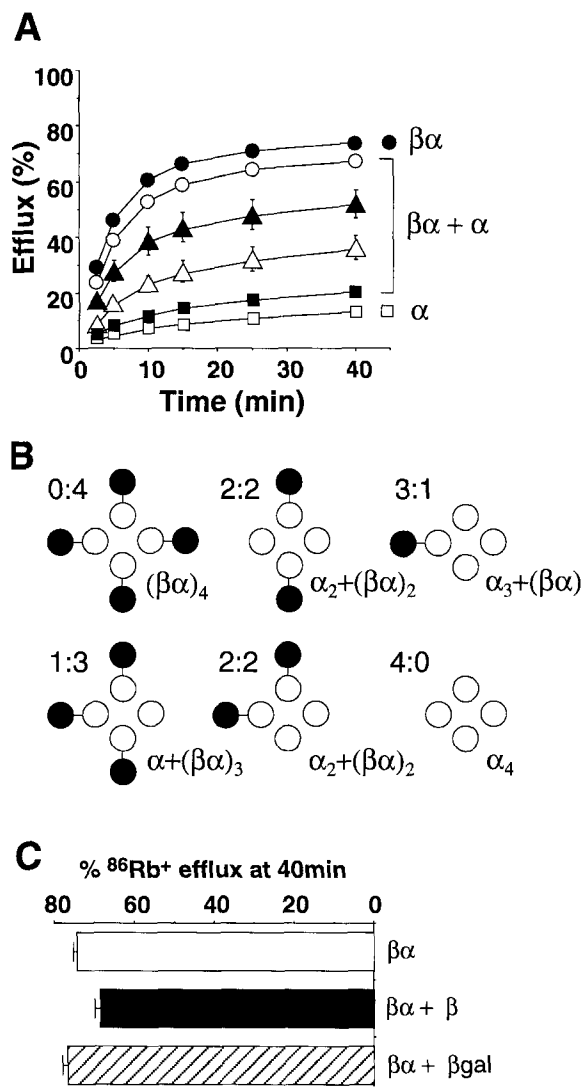 A
100
80
60
40
20
0
Efflux (%)
0 10 20 30 40
Time (min)
βα
βα + α
α
B
0:4 2:2 3:1
(βα)₄ α₂+(βα)₂ α₃+(βα)
1:3 2:2 4:0
α+(βα)₃ α₂+(βα)₂ α₄
C
% ⁸⁶Rb⁺ efflux at 40min
80 60 40 20 0
βα
βα + β
βα + βgal